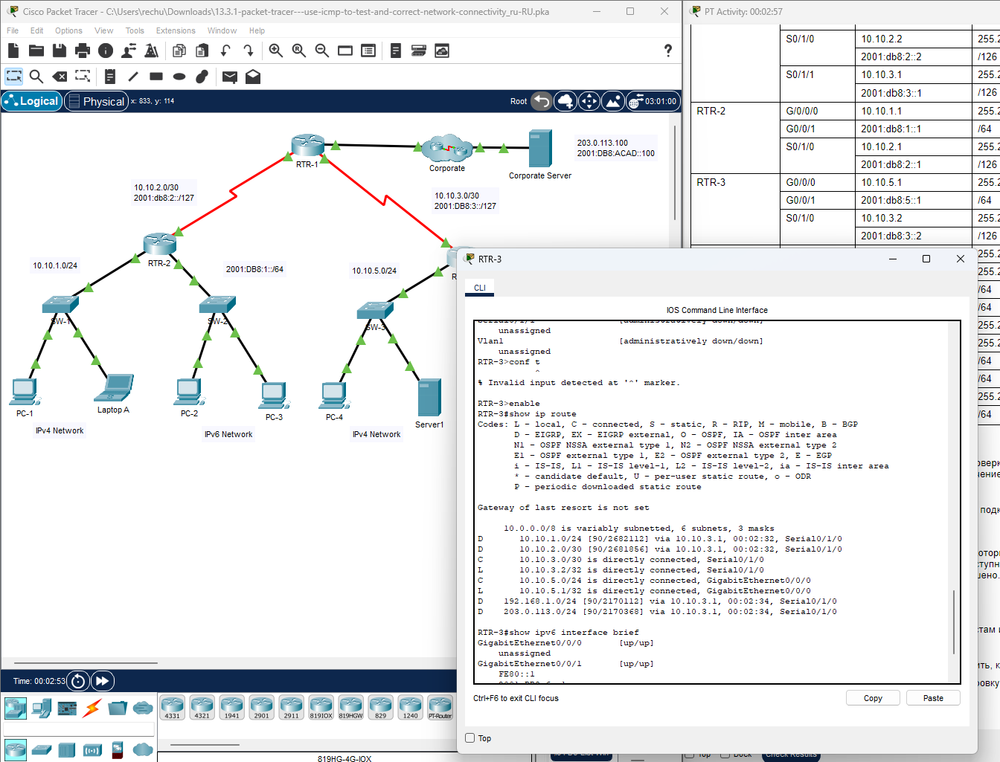 Cisco Packet Tracer - C:\Users\rechu\Downloads\13.3.1-packet-tracer---use-icmp-to-test-and-correct-network-connectivity_ru-RU.pka
File Edit Options View Tools Extensions Window Help
Logical
Physical
x: 833, y: 114
Root
03:01:00
RTR-1
Corporate
Corporate Server
203.0.113.100
2001:DB8:ACAD::100
10.10.2.0/30
2001:db8:2::/127
10.10.3.0/30
2001:DB8:3::/127
RTR-2
10.10.1.0/24
2001:DB8:1::/64
10.10.5.0/24
SW-1
SW-2
SW-3
PC-1
Laptop A
PC-2
PC-3
PC-4
Server1
IPv4 Network
IPv6 Network
IPv4 Network
Time: 00:02:53
4331
4321
1941
2901
2911
819IOX
819HGW
829
1240
PT-Router
819HG-4G-IOX
PT Activity: 00:02:57
S0/1/0 10.10.2.2 255.2
2001:db8:2::2 /126
S0/1/1 10.10.3.1 255.2
2001:db8:3::1 /126
RTR-2 G/0/0/0 10.10.1.1 255.2
G0/0/1 2001:db8:1::1 /64
S0/1/0 10.10.2.1 255.2
2001:db8:2::1 /126
RTR-3 G0/0/0 10.10.5.1 255.2
G0/0/1 2001:db8:5::1 /64
S0/1/0 10.10.3.2 255.2
2001:db8:3::2 /126
255.2
255.2
/64
/64
255.2
/64
/64
255.2
/64
RTR-3
CLI
IOS Command Line Interface
Serial0/1/1 [administratively down/down]
unassigned
Vlan1 [administratively down/down]
unassigned
RTR-3>conf t
^
% Invalid input detected at '^' marker.
RTR-3>enable
RTR-3#show ip route
Codes: L - local, C - connected, S - static, R - RIP, M - mobile, B - BGP
D - EIGRP, EX - EIGRP external, O - OSPF, IA - OSPF inter area
N1 - OSPF NSSA external type 1, N2 - OSPF NSSA external type 2
E1 - OSPF external type 1, E2 - OSPF external type 2, E - EGP
i - IS-IS, L1 - IS-IS level-1, L2 - IS-IS level-2, ia - IS-IS inter area
* - candidate default, U - per-user static route, o - ODR
P - periodic downloaded static route
Gateway of last resort is not set
10.0.0.0/8 is variably subnetted, 6 subnets, 3 masks
D 10.10.1.0/24 [90/2682112] via 10.10.3.1, 00:02:32, Serial0/1/0
D 10.10.2.0/30 [90/2681856] via 10.10.3.1, 00:02:32, Serial0/1/0
C 10.10.3.0/30 is directly connected, Serial0/1/0
L 10.10.3.2/32 is directly connected, Serial0/1/0
C 10.10.5.0/24 is directly connected, GigabitEthernet0/0/0
L 10.10.5.1/32 is directly connected, GigabitEthernet0/0/0
D 192.168.1.0/24 [90/2170112] via 10.10.3.1, 00:02:34, Serial0/1/0
D 203.0.113.0/24 [90/2170368] via 10.10.3.1, 00:02:34, Serial0/1/0
RTR-3#show ipv6 interface brief
GigabitEthernet0/0/0 [up/up]
unassigned
GigabitEthernet0/0/1 [up/up]
FE80::1
Ctrl+F6 to exit CLI focus
Copy
Paste
Top
Top
Dock
Check Results